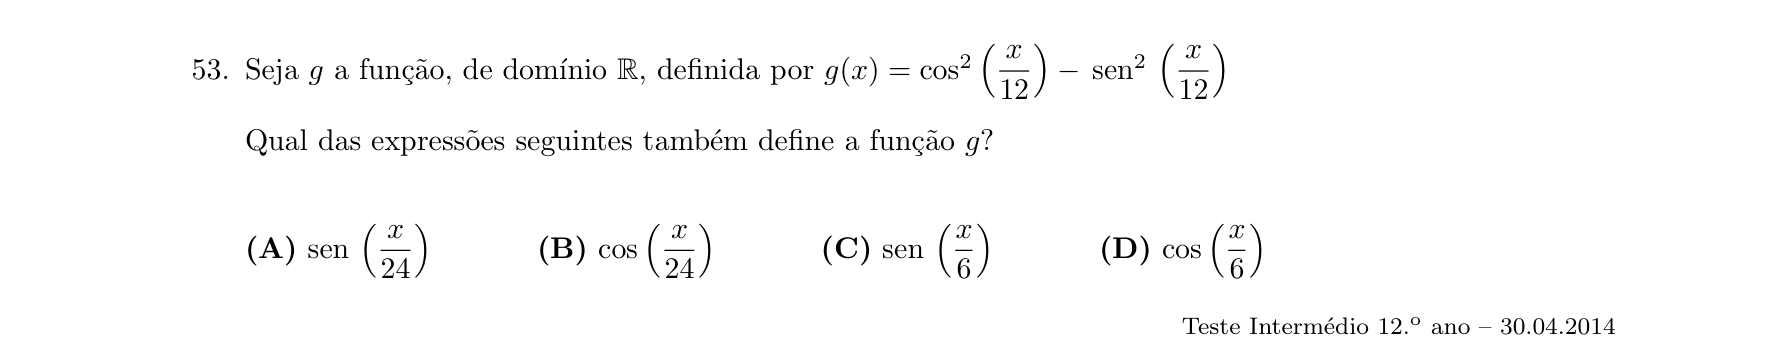 53. Seja g a função, de domínio ℝ, definida por g(x) = cos² (x/12) − sen² (x/12)
Qual das expressões seguintes também define a função g?
(A) sen (x/24) (B) cos (x/24) (C) sen (x/6) (D) cos (x/6)
Teste Intermédio 12.º ano – 30.04.2014